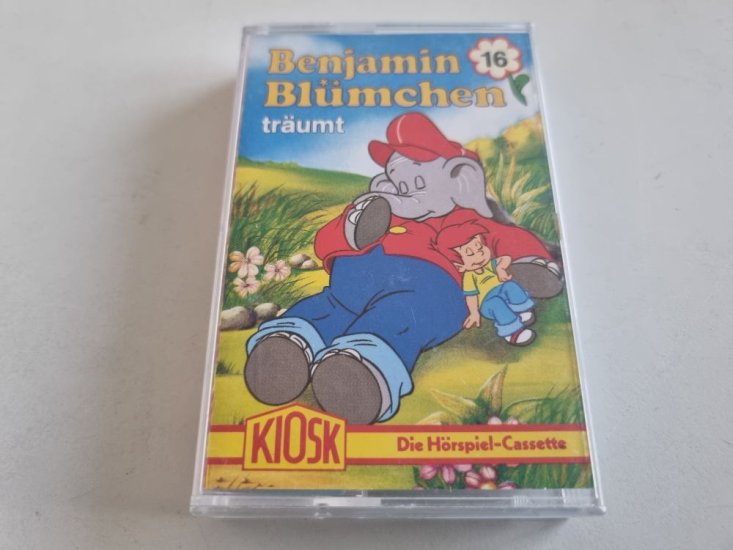 Benjamin
Blümchen
16
träumt
KIOSK
Die Hörspiel-Cassette